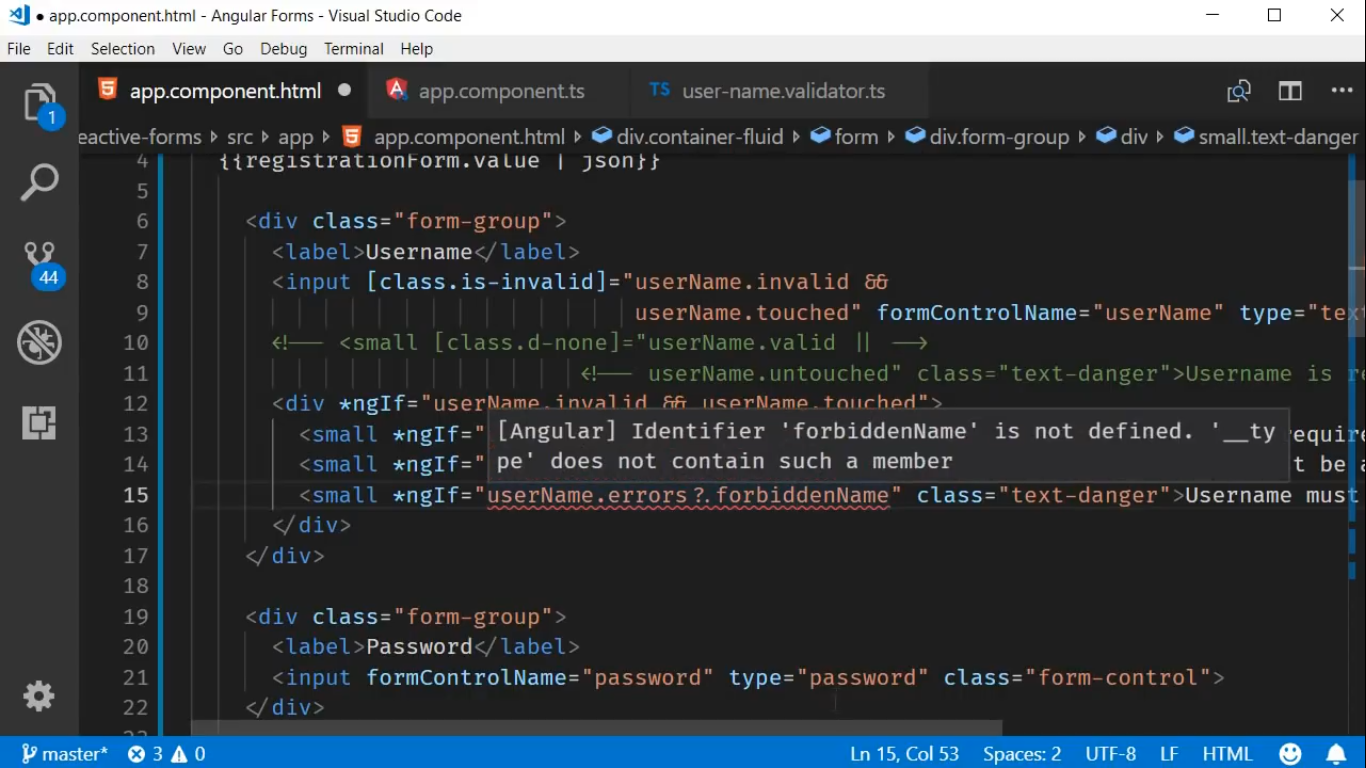 ● app.component.html - Angular Forms - Visual Studio Code
File Edit Selection View Go Debug Terminal Help
app.component.html ● app.component.ts TS user-name.validator.ts
1
eactive-forms › src › app › app.component.html › div.container-fluid › form › div.form-group › div › small.text-danger
4 {{registrationForm.value | json}}
5
6 <div class="form-group">
7 <label>Username</label>
8 <input [class.is-invalid]="userName.invalid &&
44
9 userName.touched" formControlName="userName" type="tex
10 <!-- <small [class.d-none]="userName.valid || -->
11 <!-- userName.untouched" class="text-danger">Username is re
12 <div *ngIf="userName.invalid && userName.touched">
13 <small *ngIf=" require
14 <small *ngIf=" t be a
[Angular] Identifier 'forbiddenName' is not defined. '__ty
pe' does not contain such a member
15 <small *ngIf="userName.errors?.forbiddenName" class="text-danger">Username must
16 </div>
17 </div>
18
19 <div class="form-group">
20 <label>Password</label>
21 <input formControlName="password" type="password" class="form-control">
22 </div>
master* 3 0 Ln 15, Col 53 Spaces: 2 UTF-8 LF HTML